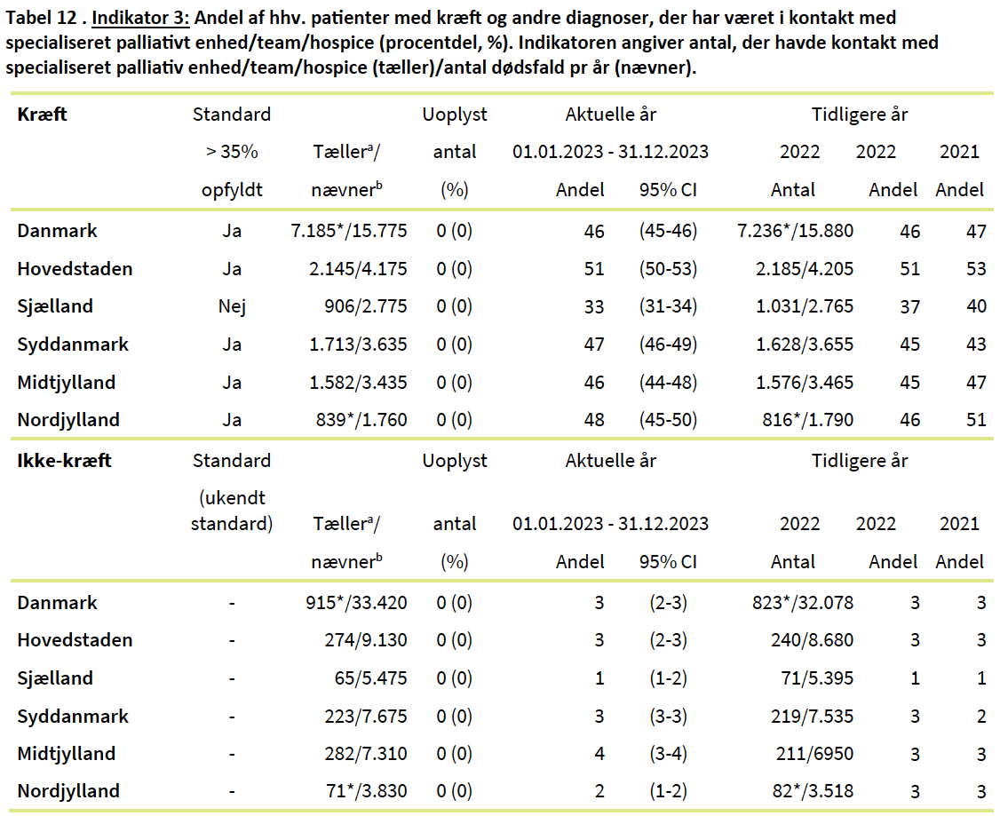 Tabel 12 . Indikator 3: Andel af hhv. patienter med kræft og andre diagnoser, der har været i kontakt med
specialiseret palliativt enhed/team/hospice (procentdel, %). Indikatoren angiver antal, der havde kontakt med
specialiseret palliativ enhed/team/hospice (tæller)/antal dødsfald pr år (nævner).
Kræft Standard Uoplyst Aktuelle år Tidligere år
> 35% Tællerᵃ/ antal 01.01.2023 - 31.12.2023 2022 2022 2021
opfyldt nævnerᵇ (%) Andel 95% CI Antal Andel Andel
Danmark Ja 7.185*/15.775 0 (0) 46 (45-46) 7.236*/15.880 46 47
Hovedstaden Ja 2.145/4.175 0 (0) 51 (50-53) 2.185/4.205 51 53
Sjælland Nej 906/2.775 0 (0) 33 (31-34) 1.031/2.765 37 40
Syddanmark Ja 1.713/3.635 0 (0) 47 (46-49) 1.628/3.655 45 43
Midtjylland Ja 1.582/3.435 0 (0) 46 (44-48) 1.576/3.465 45 47
Nordjylland Ja 839*/1.760 0 (0) 48 (45-50) 816*/1.790 46 51
Ikke-kræft Standard Uoplyst Aktuelle år Tidligere år
(ukendt
standard) Tællerᵃ/ antal 01.01.2023 - 31.12.2023 2022 2022 2021
nævnerᵇ (%) Andel 95% CI Antal Andel Andel
Danmark - 915*/33.420 0 (0) 3 (2-3) 823*/32.078 3 3
Hovedstaden - 274/9.130 0 (0) 3 (2-3) 240/8.680 3 3
Sjælland - 65/5.475 0 (0) 1 (1-2) 71/5.395 1 1
Syddanmark - 223/7.675 0 (0) 3 (3-3) 219/7.535 3 2
Midtjylland - 282/7.310 0 (0) 4 (3-4) 211/6950 3 3
Nordjylland - 71*/3.830 0 (0) 2 (1-2) 82*/3.518 3 3